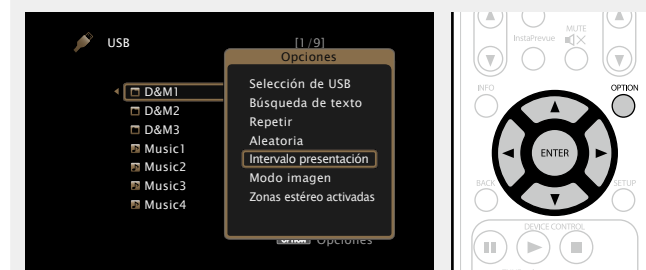 USB
[1/9]
Opciones
D&M1
D&M2
D&M3
Music1
Music2
Music3
Music4
Selección de USB
Búsqueda de texto
Repetir
Aleatoria
Intervalo presentación
Modo imagen
Zonas estéreo activadas
Opciones
InstaPrevue
MUTE
INFO
OPTION
ENTER
BACK
SETUP
DEVICE CONTROL